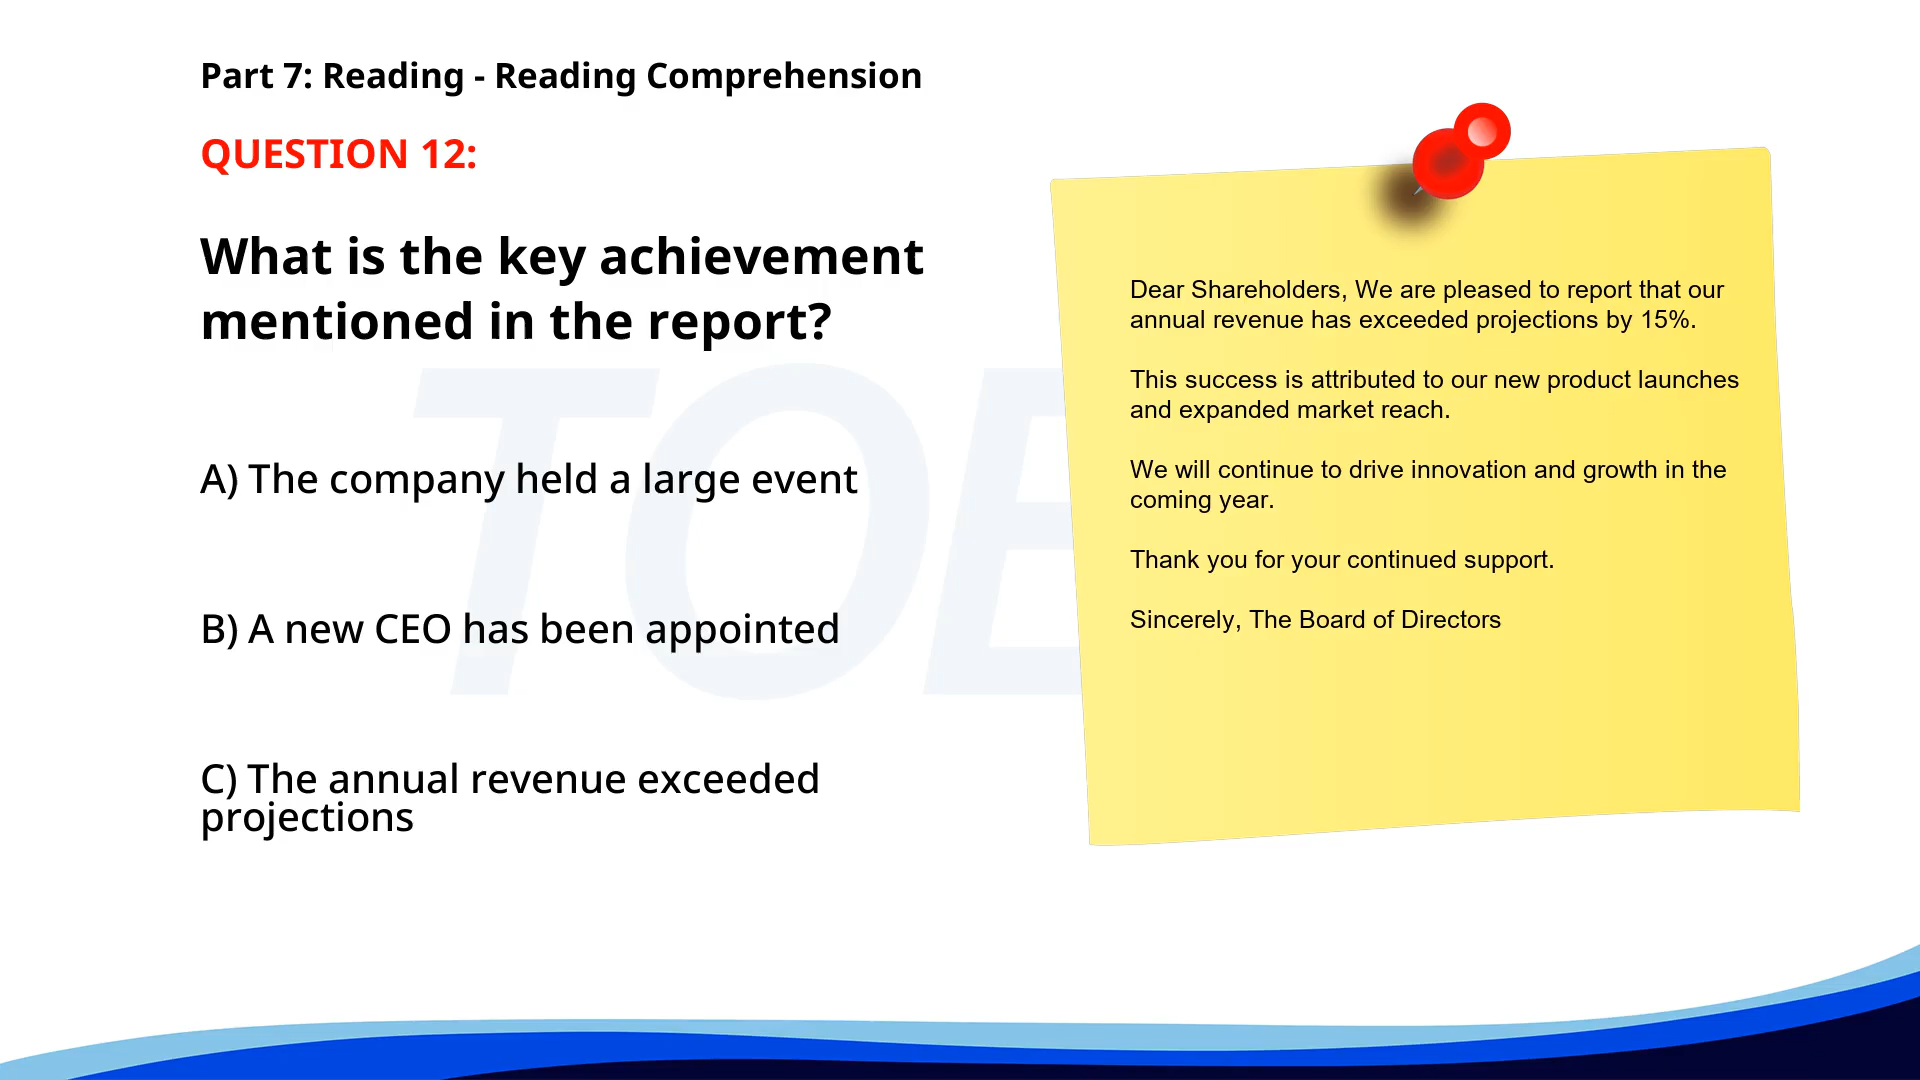 Part 7: Reading - Reading Comprehension
QUESTION 12:
What is the key achievement
mentioned in the report?
A) The company held a large event
B) A new CEO has been appointed
C) The annual revenue exceeded
projections
Dear Shareholders, We are pleased to report that our
annual revenue has exceeded projections by 15%.
This success is attributed to our new product launches
and expanded market reach.
We will continue to drive innovation and growth in the
coming year.
Thank you for your continued support.
Sincerely, The Board of Directors